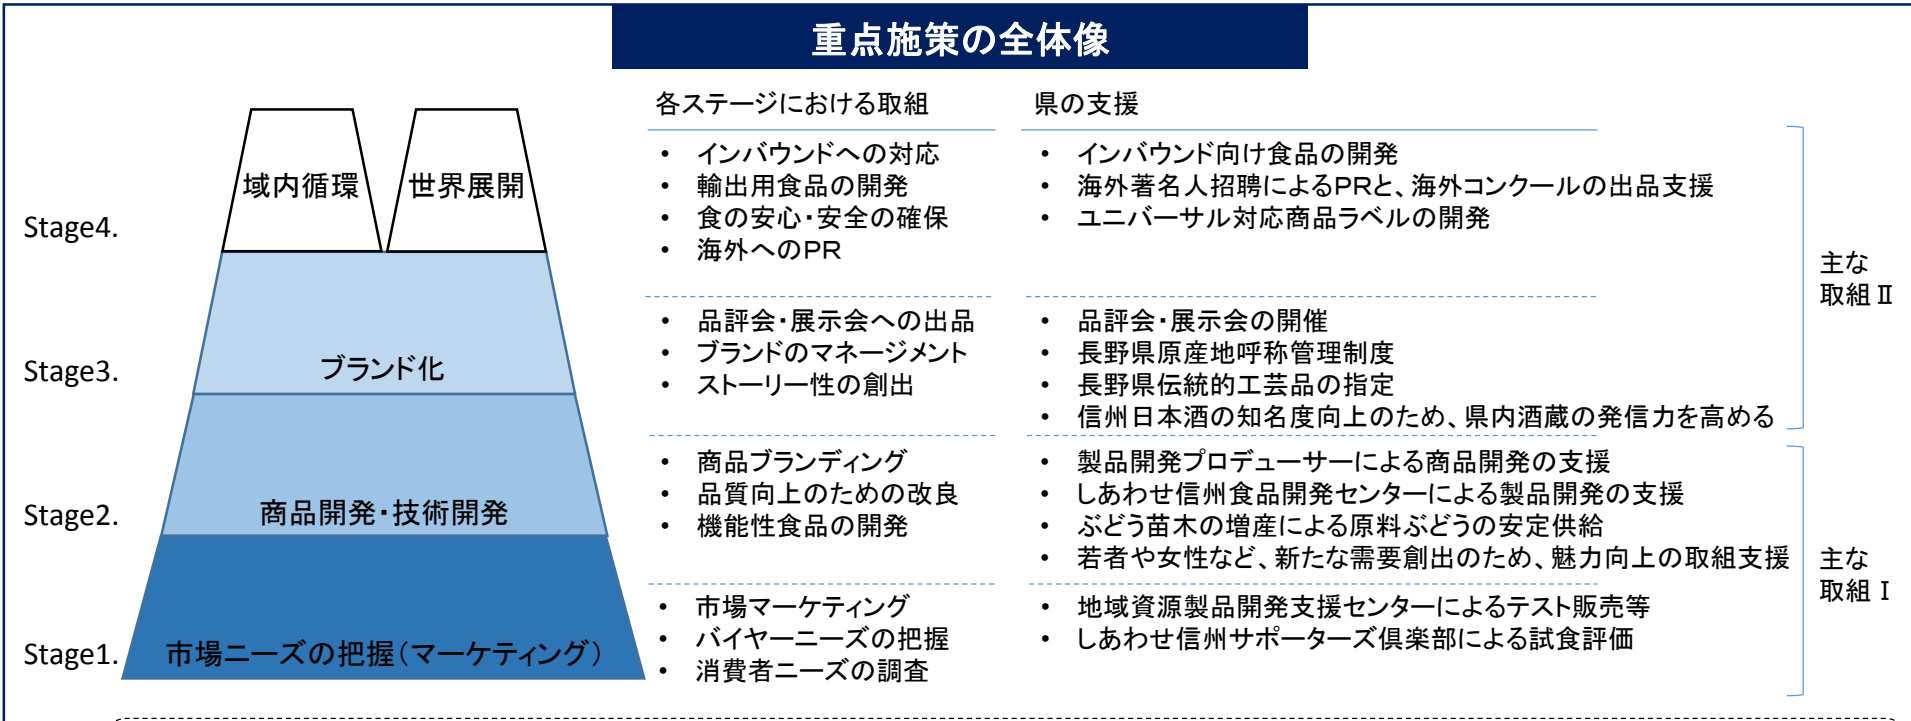 重点施策の全体像
各ステージにおける取組
県の支援
Stage4.
域内循環
世界展開
• インバウンドへの対応
• 輸出用食品の開発
• 食の安心・安全の確保
• 海外へのPR
• インバウンド向け食品の開発
• 海外著名人招聘によるPRと、海外コンクールの出品支援
• ユニバーサル対応商品ラベルの開発
主な
取組Ⅱ
Stage3.
ブランド化
• 品評会・展示会への出品
• ブランドのマネージメント
• ストーリー性の創出
• 品評会・展示会の開催
• 長野県原産地呼称管理制度
• 長野県伝統的工芸品の指定
• 信州日本酒の知名度向上のため、県内酒蔵の発信力を高める
Stage2.
商品開発・技術開発
• 商品ブランディング
• 品質向上のための改良
• 機能性食品の開発
• 製品開発プロデューサーによる商品開発の支援
• しあわせ信州食品開発センターによる製品開発の支援
• ぶどう苗木の増産による原料ぶどうの安定供給
• 若者や女性など、新たな需要創出のため、魅力向上の取組支援
主な
取組Ⅰ
Stage1.
市場ニーズの把握(マーケティング)
• 市場マーケティング
• バイヤーニーズの把握
• 消費者ニーズの調査
• 地域資源製品開発支援センターによるテスト販売等
• しあわせ信州サポーターズ倶楽部による試食評価